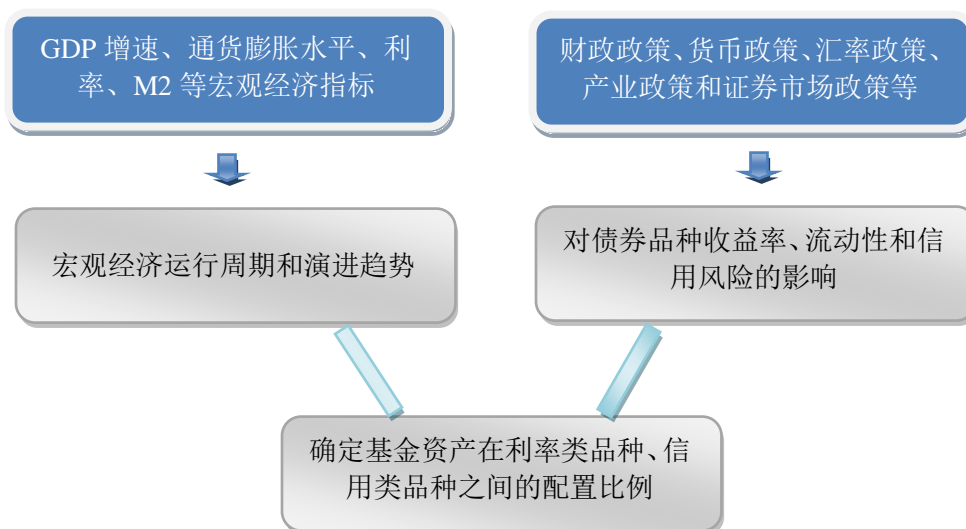 GDP 增速、通货膨胀水平、利
率、M2 等宏观经济指标
财政政策、货币政策、汇率政策、
产业政策和证券市场政策等
宏观经济运行周期和演进趋势
对债券品种收益率、流动性和信
用风险的影响
确定基金资产在利率类品种、信
用类品种之间的配置比例